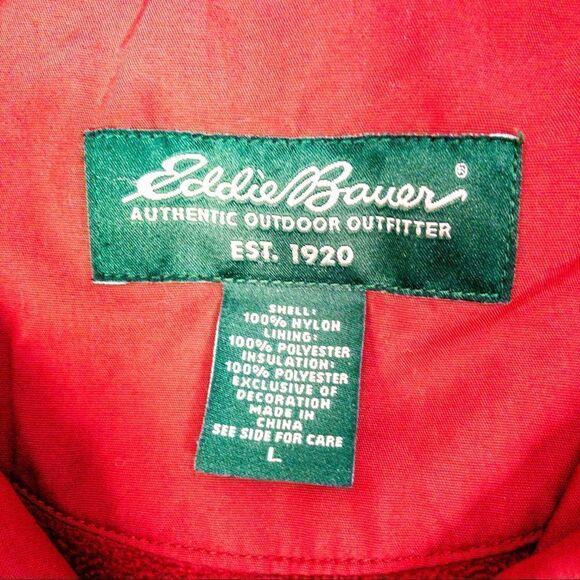 Eddie Bauer ®
AUTHENTIC OUTDOOR OUTFITTER
EST. 1920
SHELL:
100% NYLON
LINING:
100% POLYESTER
INSULATION:
100% POLYESTER
EXCLUSIVE OF
DECORATION
MADE IN
CHINA
SEE SIDE FOR CARE
L